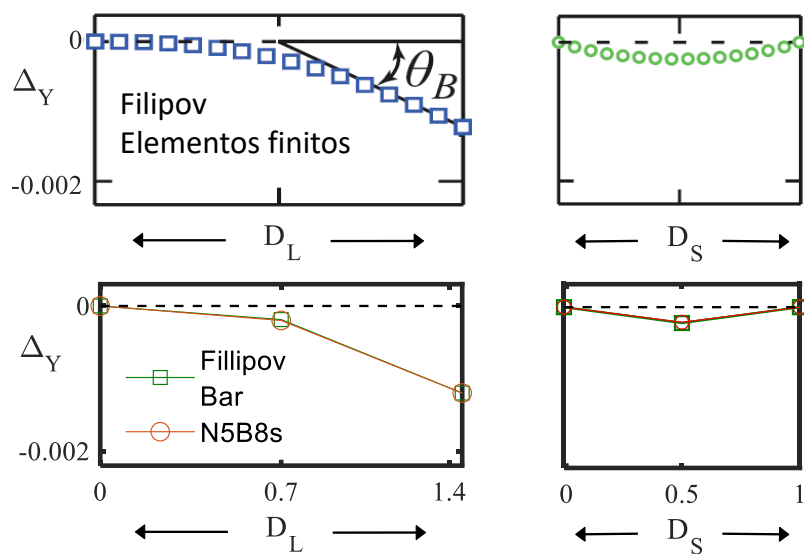 0
Δ_Y
θ_B
Filipov
Elementos finitos
-0.002
D_L
D_S
0
Δ_Y
Fillipov
Bar
N5B8s
-0.002
0
0.7
1.4
0
0.5
1
D_L
D_S